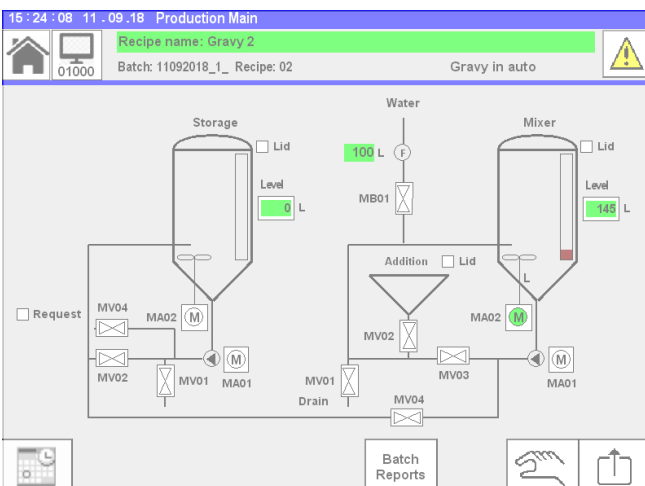 15:24:08 11.09.18 Production Main
Recipe name: Gravy 2
01000
Batch: 11092018_1_ Recipe: 02
Gravy in auto
Water
Storage
Mixer
Lid
100 L
F
Lid
Level
0 L
MB01
Level
145 L
Addition
Lid
L
Request
MV04
MA02
M
MV02
MA02
M
MV02
MV01
M
MA01
MV01
MV03
M
MA01
Drain
MV04
Batch
Reports